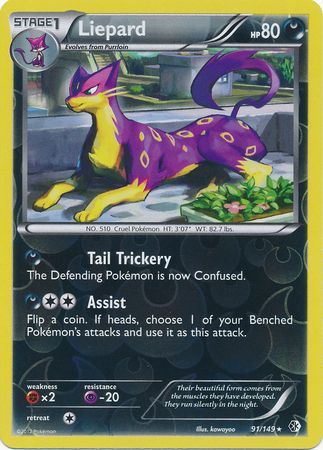 STAGE1
Liepard
HP80
Evolves from Purrloin
NO. 510 Cruel Pokémon HT: 3'07" WT: 82.7 lbs.
Tail Trickery
The Defending Pokémon is now Confused.
Assist
Flip a coin. If heads, choose 1 of your Benched
Pokémon's attacks and use it as this attack.
weakness
×2
resistance
-20
retreat
Their beautiful form comes from
the muscles they have developed.
They run silently in the night.
©2012 Pokémon
Illus. kawayoo
91/149★